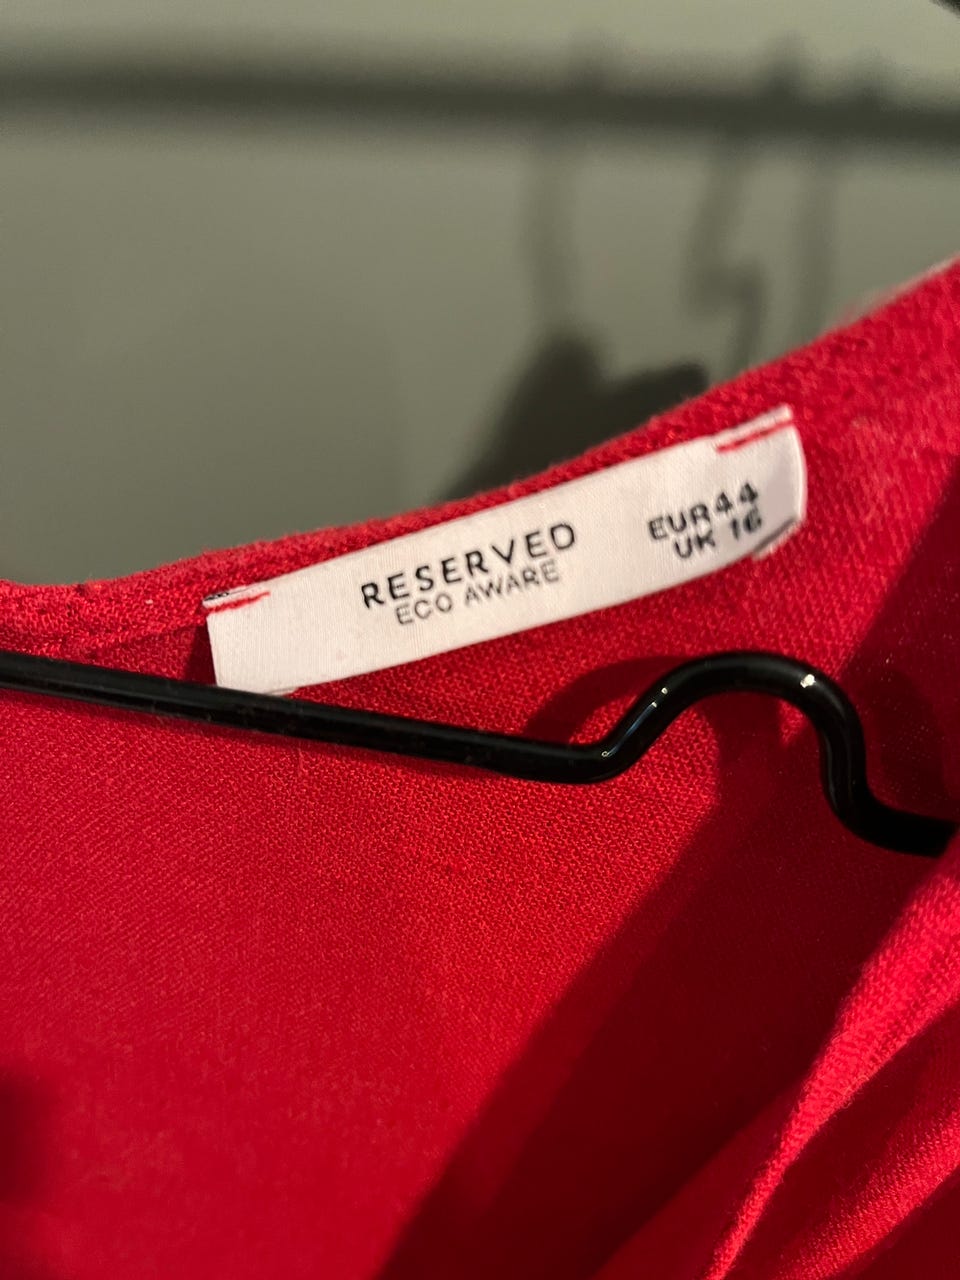 RESERVED
ECO AWARE
EUR44
UK 16